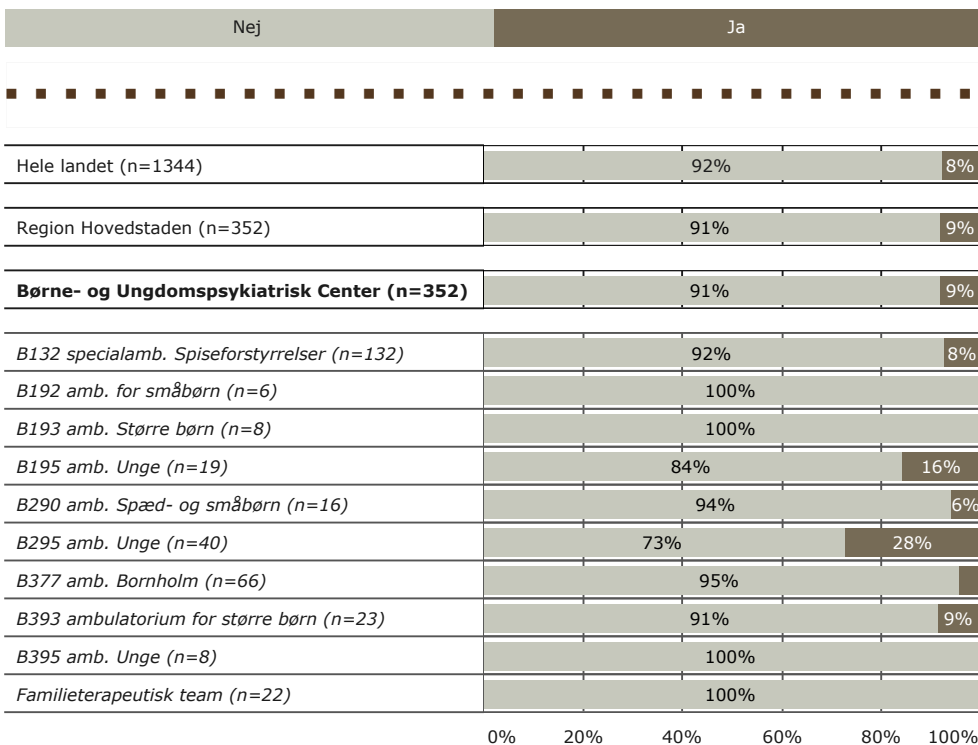 Nej Ja
Hele landet (n=1344) 92% 8%
Region Hovedstaden (n=352) 91% 9%
Børne- og Ungdomspsykiatrisk Center (n=352) 91% 9%
B132 specialamb. Spiseforstyrrelser (n=132) 92% 8%
B192 amb. for småbørn (n=6) 100%
B193 amb. Større børn (n=8) 100%
B195 amb. Unge (n=19) 84% 16%
B290 amb. Spæd- og småbørn (n=16) 94% 6%
B295 amb. Unge (n=40) 73% 28%
B377 amb. Bornholm (n=66) 95%
B393 ambulatorium for større børn (n=23) 91% 9%
B395 amb. Unge (n=8) 100%
Familieterapeutisk team (n=22) 100%
0% 20% 40% 60% 80% 100%